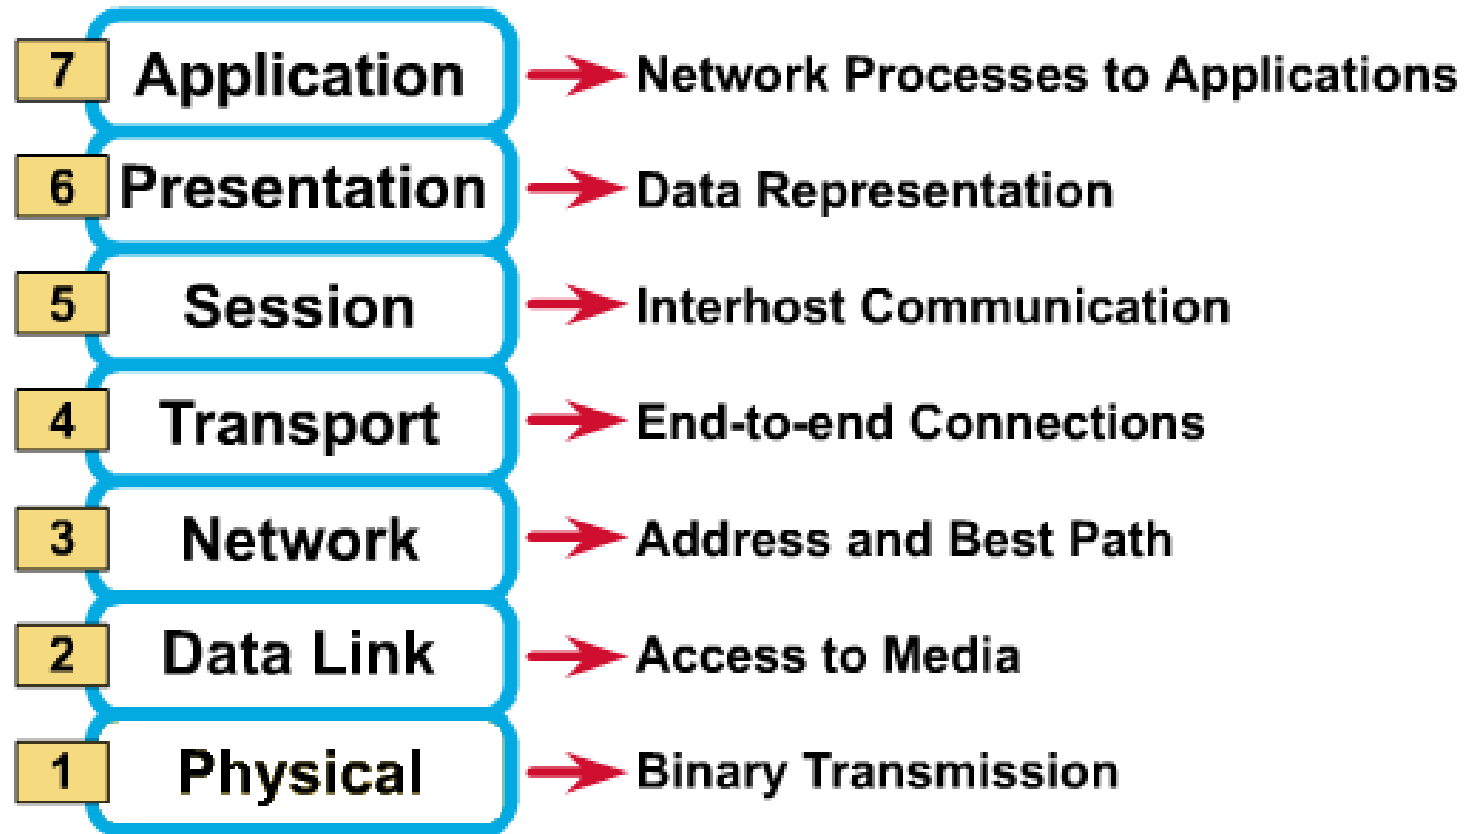 7 Application Network Processes to Applications
6 Presentation Data Representation
5 Session Interhost Communication
4 Transport End-to-end Connections
3 Network Address and Best Path
2 Data Link Access to Media
1 Physical Binary Transmission